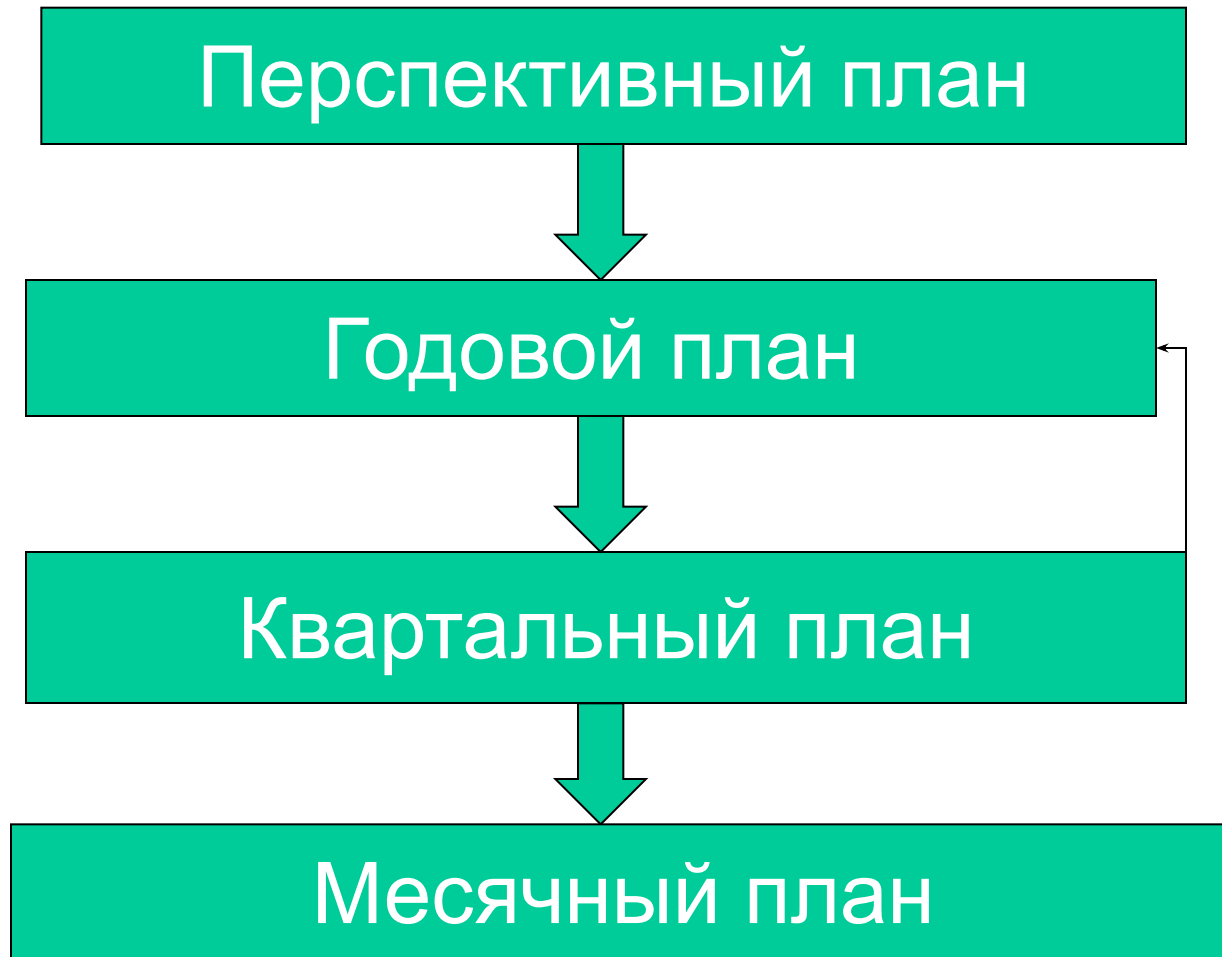 Перспективный план
Годовой план
Квартальный план
Месячный план